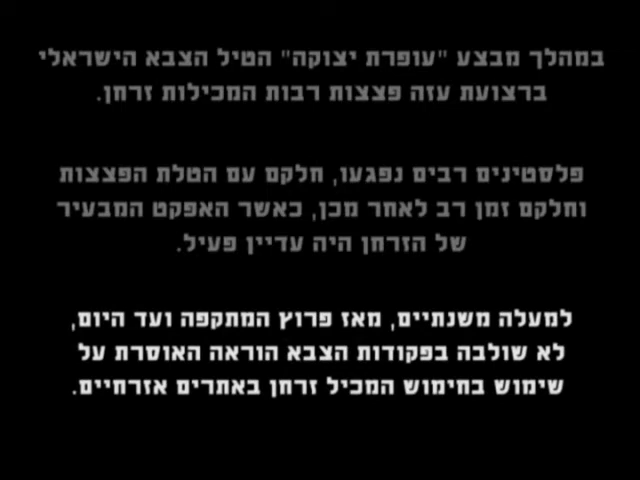 במהלך מבצע "עופרת יצוקה" הטיל הצבא הישראלי
ברצועת עזה פצצות רבות המכילות זרחן.
פלסטינים רבים נפגעו, חלקם עם הטלת הפצצות
וחלקם זמן רב לאחר מכן, כאשר האפקט המבעיר
של הזרחן היה עדיין פעיל.
למעלה משנתיים, מאז פרוץ המתקפה ועד היום,
לא שולבה בפקודות הצבא הוראה האוסרת על
שימוש בחימוש המכיל זרחן באתרים אזרחיים.